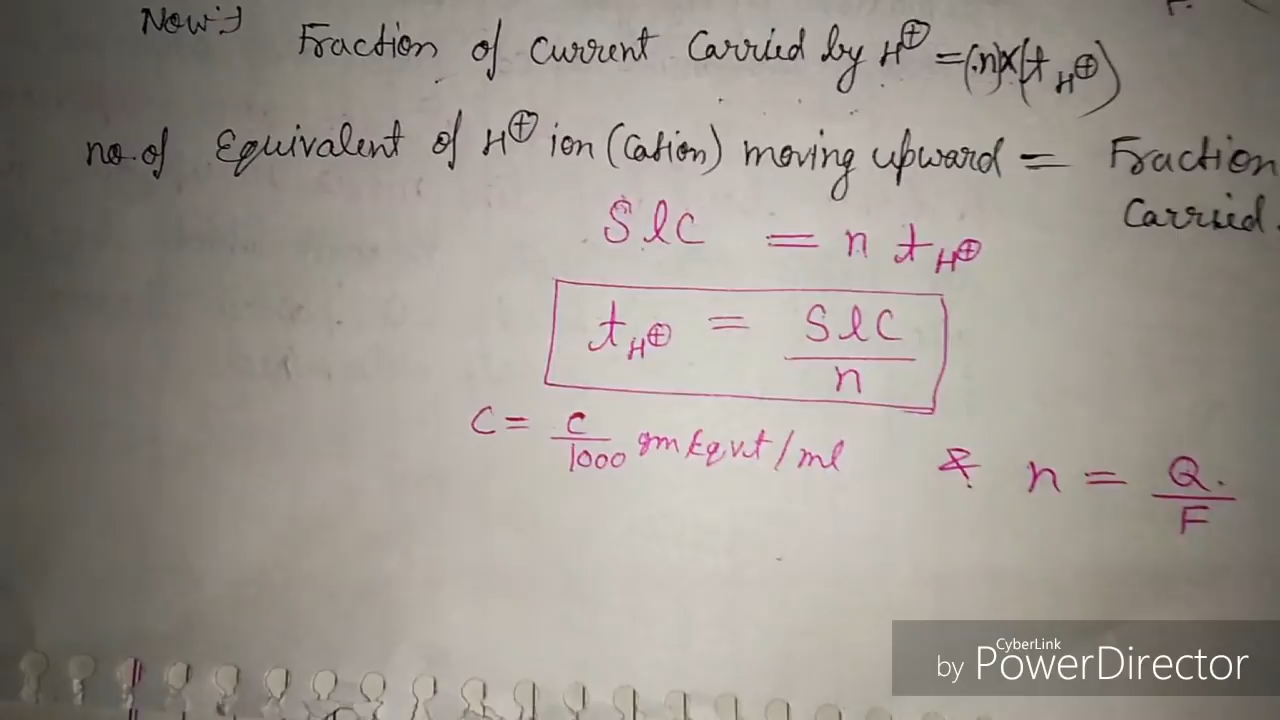 Now:⇒
Fraction of current Carried by H⊕ = (n)×(t H⊕)
no. of Equivalent of H⊕ ion (Cation) moving upward = Fraction
Carried.
SlC = n t H⊕
t H⊕ = SlC / n
C = C / 1000 gm Eqvt / ml & n = Q. / F
CyberLink
by PowerDirector